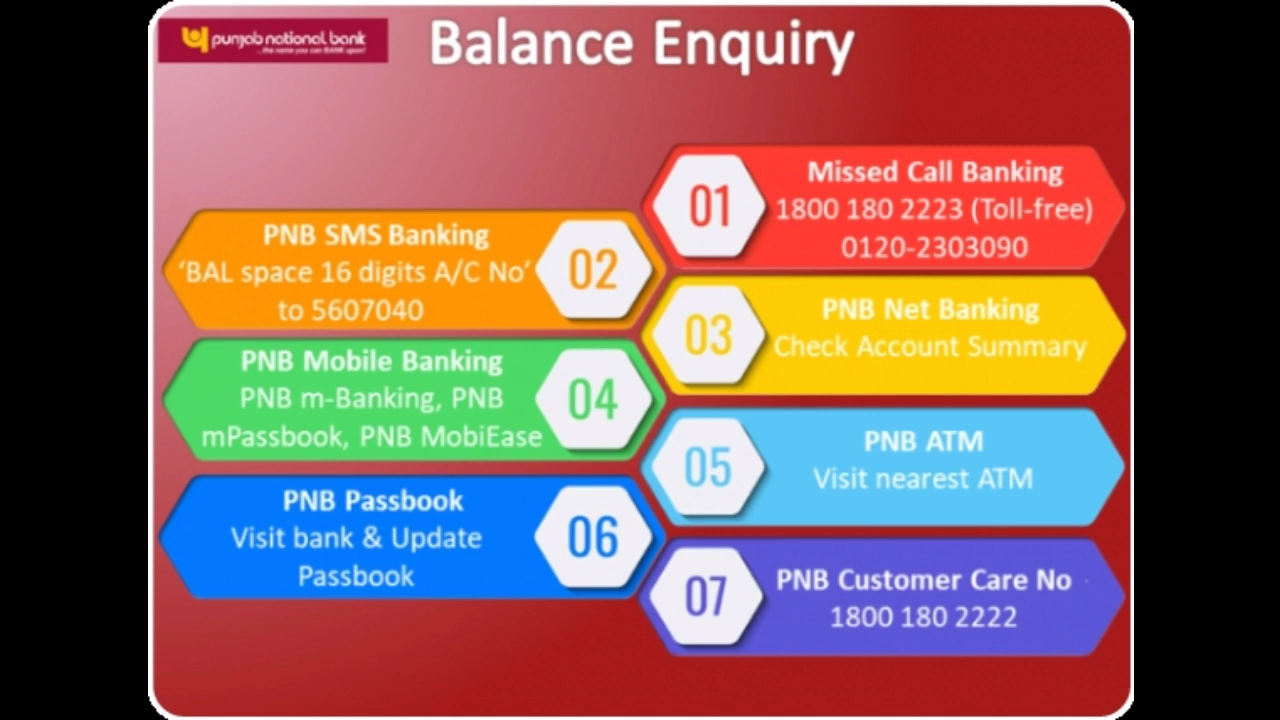 punjab national bank
...the name you can BANK upon!
Balance Enquiry
01
Missed Call Banking
1800 180 2223 (Toll-free)
0120-2303090
02
PNB SMS Banking
‘BAL space 16 digits A/C No’
to 5607040
03
PNB Net Banking
Check Account Summary
04
PNB Mobile Banking
PNB m-Banking, PNB
mPassbook, PNB MobiEase
05
PNB ATM
Visit nearest ATM
06
PNB Passbook
Visit bank & Update
Passbook
07
PNB Customer Care No
1800 180 2222